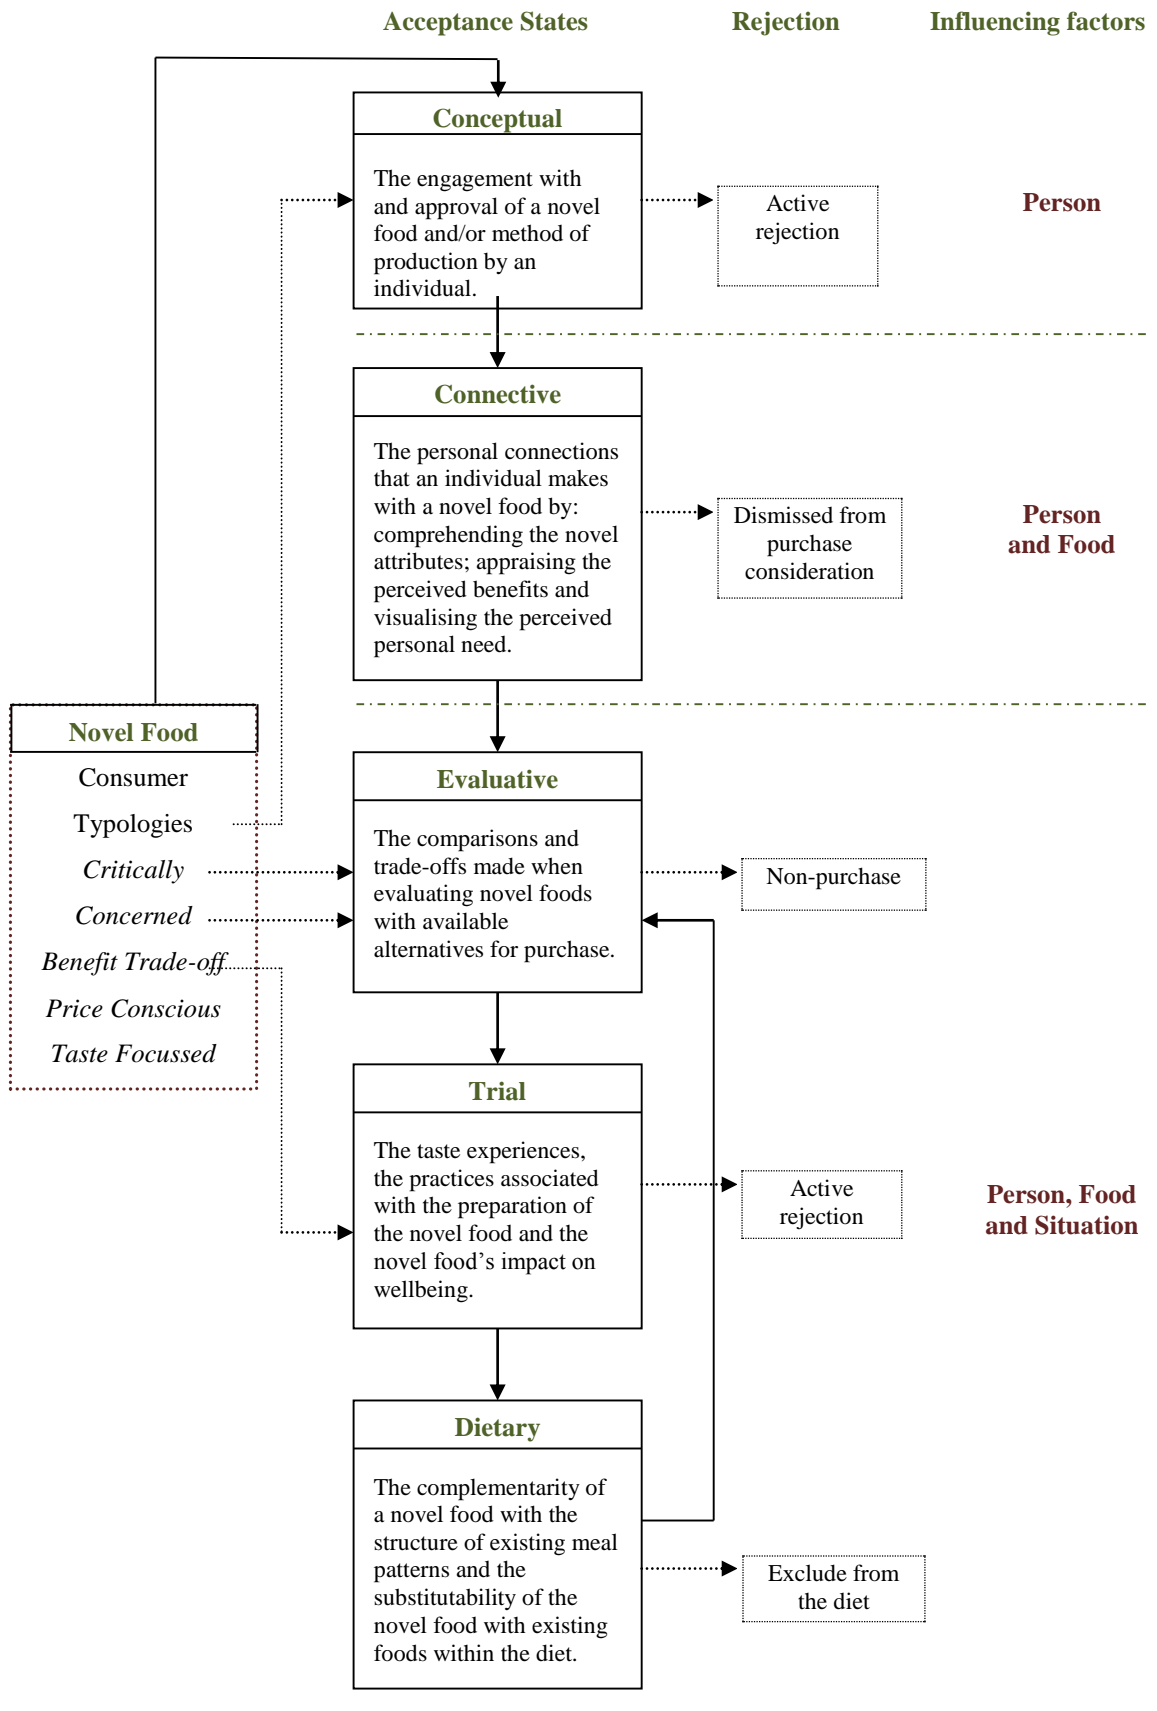 Acceptance States
Rejection
Influencing factors
Conceptual
The engagement with
and approval of a novel
food and/or method of
production by an
individual.
Active
rejection
Person
Connective
The personal connections
that an individual makes
with a novel food by:
comprehending the novel
attributes; appraising the
perceived benefits and
visualising the perceived
personal need.
Dismissed from
purchase
consideration
Person
and Food
Novel Food
Consumer
Typologies
Critically
Concerned
Benefit Trade-off
Price Conscious
Taste Focussed
Evaluative
The comparisons and
trade-offs made when
evaluating novel foods
with available
alternatives for purchase.
Non-purchase
Trial
The taste experiences,
the practices associated
with the preparation of
the novel food and the
novel food’s impact on
wellbeing.
Active
rejection
Person, Food
and Situation
Dietary
The complementarity of
a novel food with the
structure of existing meal
patterns and the
substitutability of the
novel food with existing
foods within the diet.
Exclude from
the diet